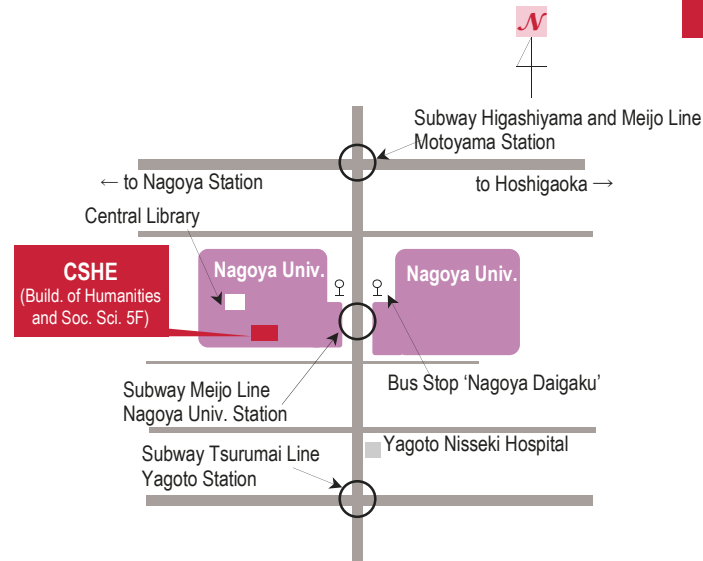 N
Subway Higashiyama and Meijo Line
Motoyama Station
← to Nagoya Station
to Hoshigaoka →
Central Library
CSHE
(Build. of Humanities
and Soc. Sci. 5F)
Nagoya Univ.
Nagoya Univ.
Subway Meijo Line
Nagoya Univ. Station
Bus Stop ‘Nagoya Daigaku’
Yagoto Nisseki Hospital
Subway Tsurumai Line
Yagoto Station